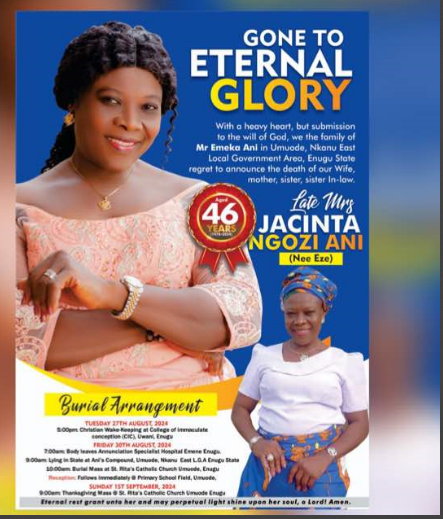 GONE TO
ETERNAL
GLORY
With a heavy heart, but submission
to the will of God, we the family of
Mr Emeka Ani in Umuode, Nkanu East
Local Government Area, Enugu State
regret to announce the death of our Wife,
mother, sister, sister In-law.
Aged
46
YEARS
Late Mrs
JACINTA
NGOZI ANI
(Nee Eze)
Burial Arrangement
TUESDAY 27TH AUGUST, 2024
5:00pm: Christian Wake-Keeping at College of immaculate
conception (CIC), Uwani, Enugu
FRIDAY 30TH AUGUST, 2024
7:00am: Body leaves Annunciation Specialist Hospital Emene Enugu.
9:00am: Lying in State at Ani's Compound, Umuode, Nkanu East L.G.A Enugu State
10:00am: Burial Mass at St. Rita's Catholic Church Umuode, Enugu
Reception: Follows Immediately @ Primary School Field, Umuode,
SUNDAY 1ST SEPTEMBER, 2024
9:00am: Thanksgiving Mass @ St. Rita's Catholic Church Umuode Enugu
Eternal rest grant unto her and may perpetual light shine upon her soul, o Lord! Amen.